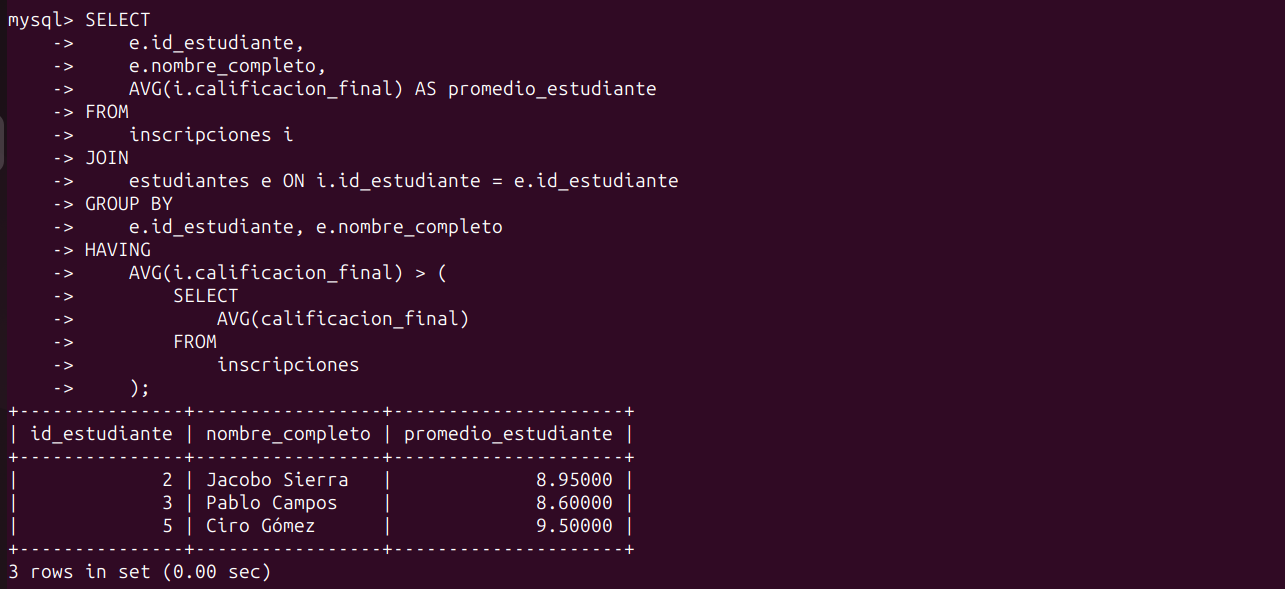 mysql> SELECT
    ->     e.id_estudiante,
    ->     e.nombre_completo,
    ->     AVG(i.calificacion_final) AS promedio_estudiante
    -> FROM
    ->     inscripciones i
    -> JOIN
    ->     estudiantes e ON i.id_estudiante = e.id_estudiante
    -> GROUP BY
    ->     e.id_estudiante, e.nombre_completo
    -> HAVING
    ->     AVG(i.calificacion_final) > (
    ->         SELECT
    ->             AVG(calificacion_final)
    ->         FROM
    ->             inscripciones
    ->     );
+---------------+-----------------+---------------------+
| id_estudiante | nombre_completo | promedio_estudiante |
+---------------+-----------------+---------------------+
|             2 | Jacobo Sierra   |             8.95000 |
|             3 | Pablo Campos    |             8.60000 |
|             5 | Ciro Gómez      |             9.50000 |
+---------------+-----------------+---------------------+
3 rows in set (0.00 sec)